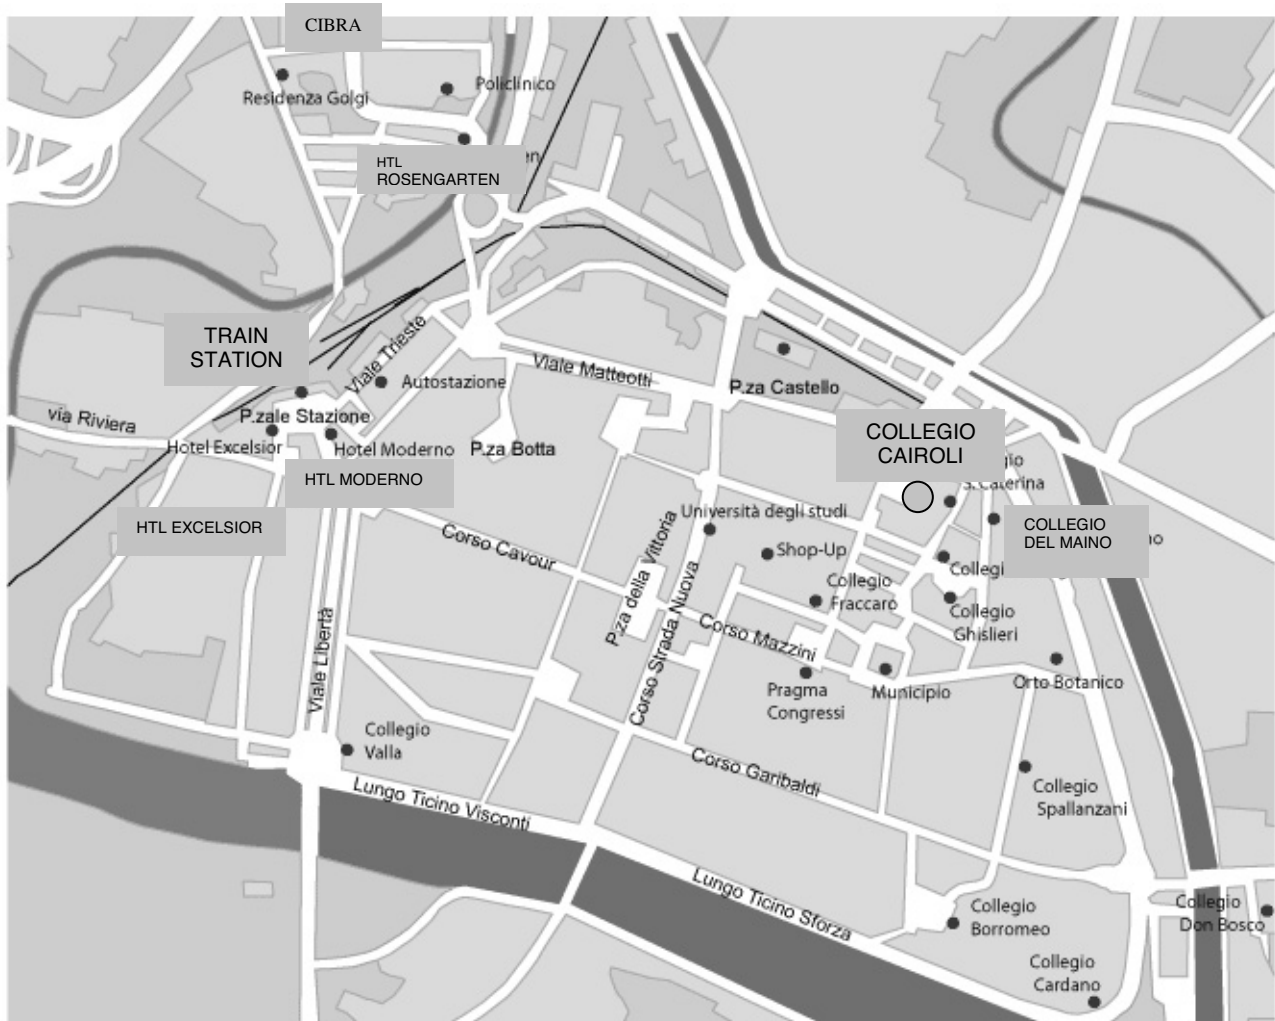 CIBRA
Policlinico
Residenza Golgi
HTL
ROSENGARTEN
en
TRAIN
STATION
Viale Trieste
Autostazione
Viale Matteotti
P.za Castello
via Riviera
P.zale Stazione
Hotel Excelsior
Hotel Moderno
P.za Botta
COLLEGIO
CAIROLI
gio
S. Caterina
HTL MODERNO
HTL EXCELSIOR
Università degli studi
COLLEGIO
DEL MAINO
no
Corso Cavour
P.za della Vittoria
Shop-Up
Collegi
Collegio
Fraccaro
Collegio
Ghislieri
Corso Strada Nuova
Corso Mazzini
Viale Libertà
Pragma
Congressi
Municipio
Orto Botanico
Collegio
Valla
Corso Garibaldi
Collegio
Spallanzani
Lungo Ticino Visconti
Lungo Ticino Sforza
Collegio
Borromeo
Collegio
Don Bosco
Collegio
Cardano